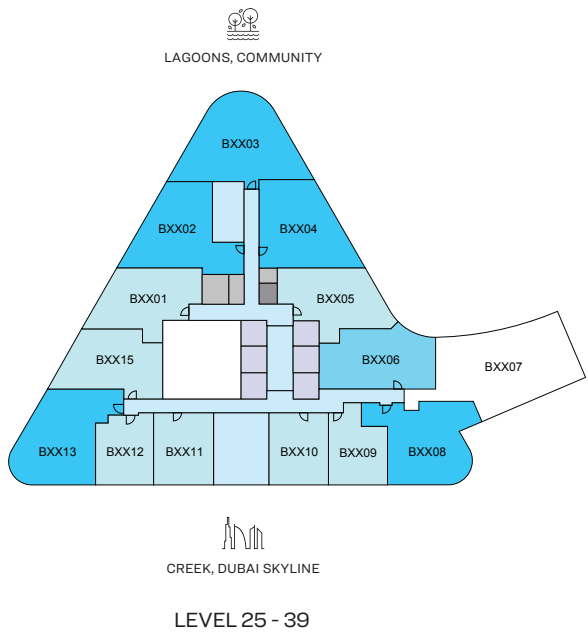 LAGOONS, COMMUNITY
BXX03
BXX02
BXX04
BXX01
BXX05
BXX15
BXX06
BXX07
BXX13
BXX12
BXX11
BXX10
BXX09
BXX08
CREEK, DUBAI SKYLINE
LEVEL 25 - 39